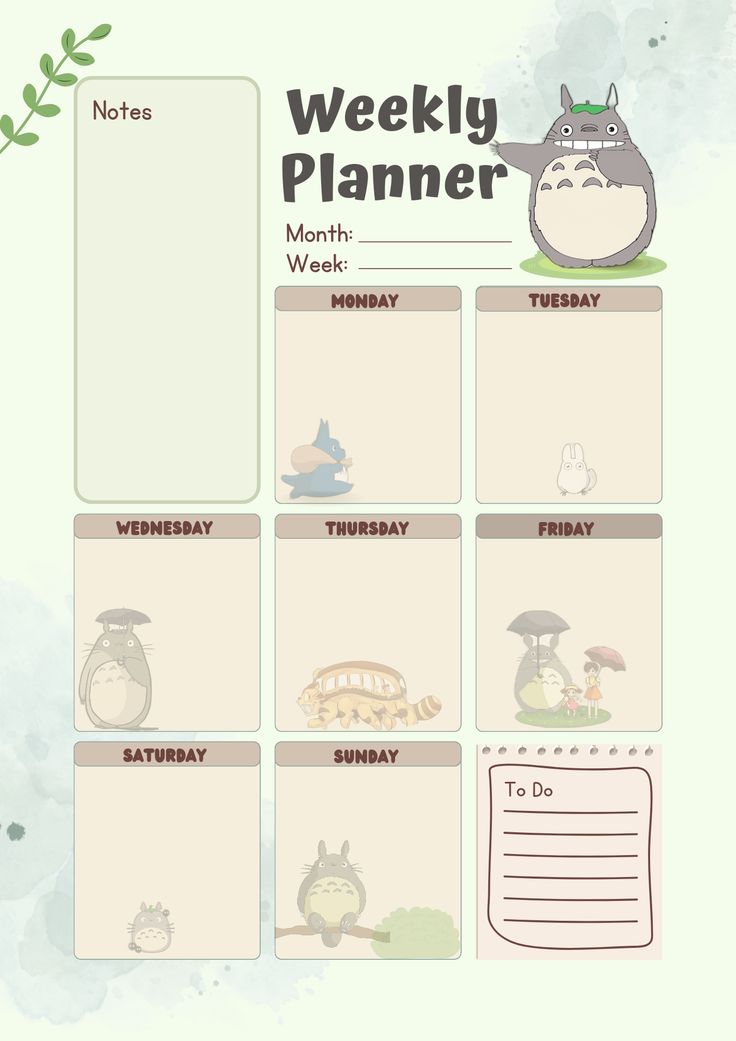 Notes
Weekly
Planner
Month:
Week:
MONDAY
TUESDAY
WEDNESDAY
THURSDAY
FRIDAY
SATURDAY
SUNDAY
To Do